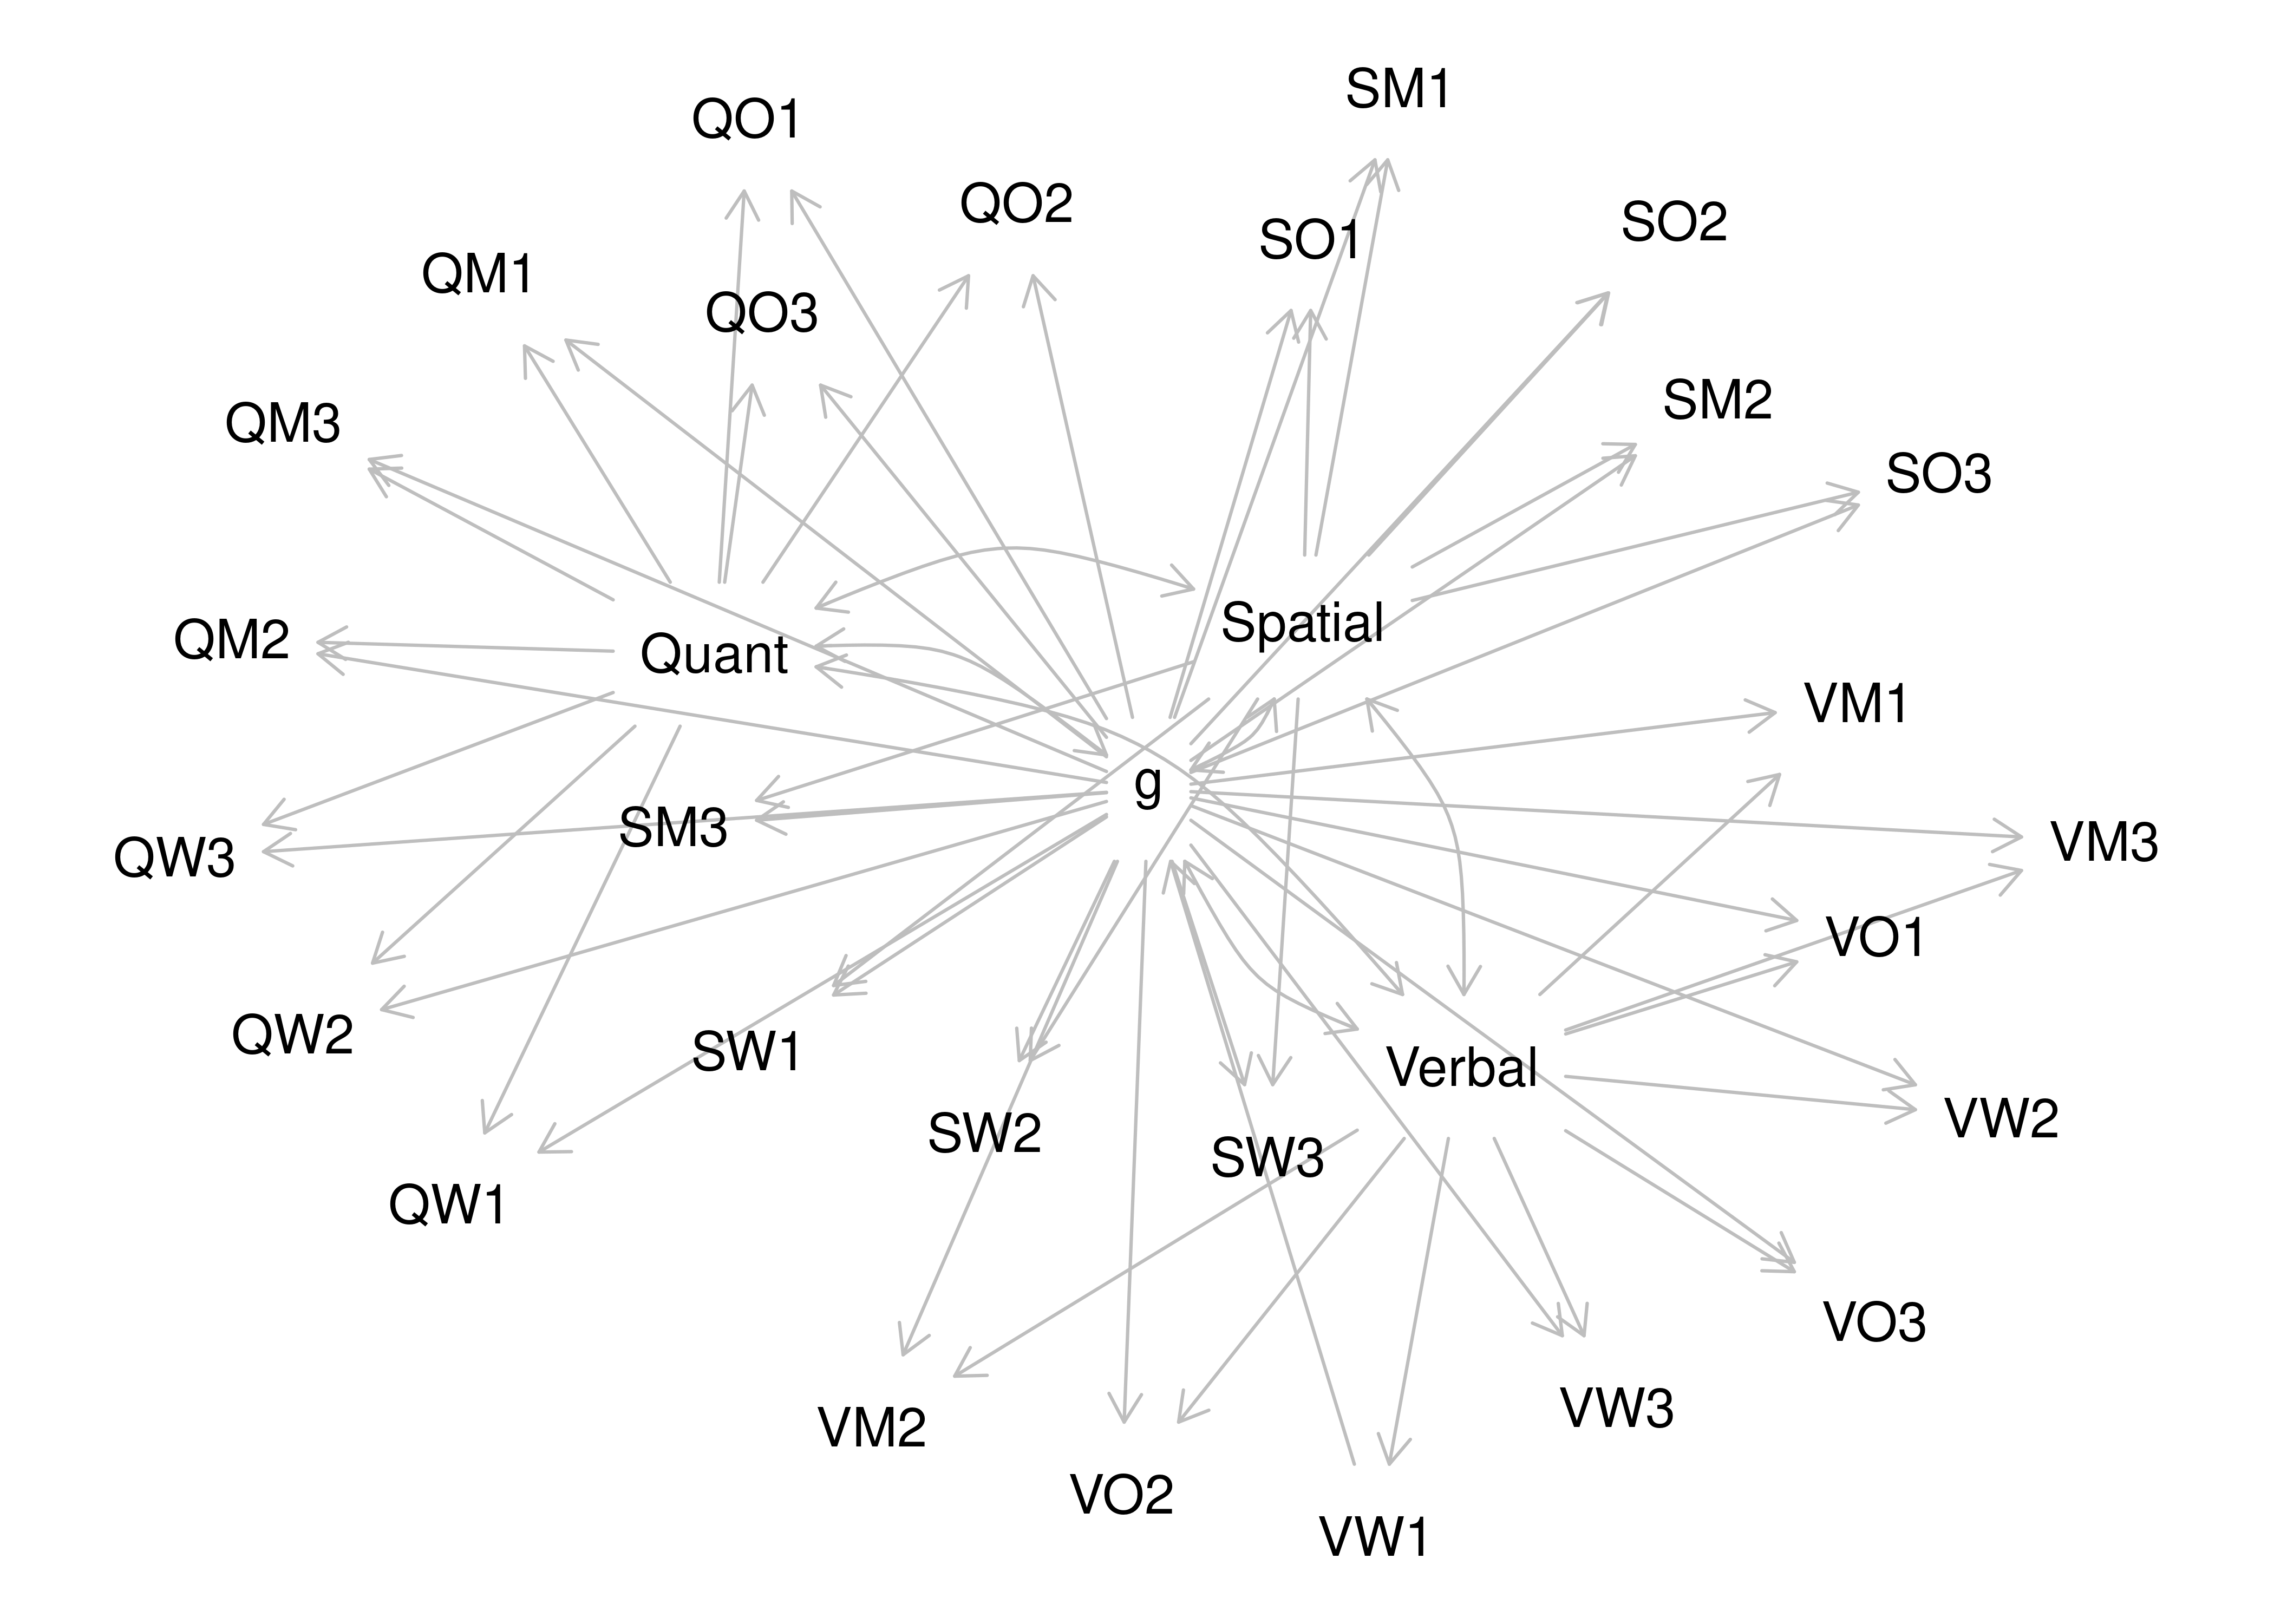 SM1
QO1
QO2
SO2
SO1
QM1
QO3
SM2
QM3
SO3
Spatial
QM2
Quant
VM1
g
SM3
VM3
QW3
VO1
QW2
SW1
Verbal
VW2
SW2
SW3
QW1
VO3
VW3
VM2
VO2
VW1